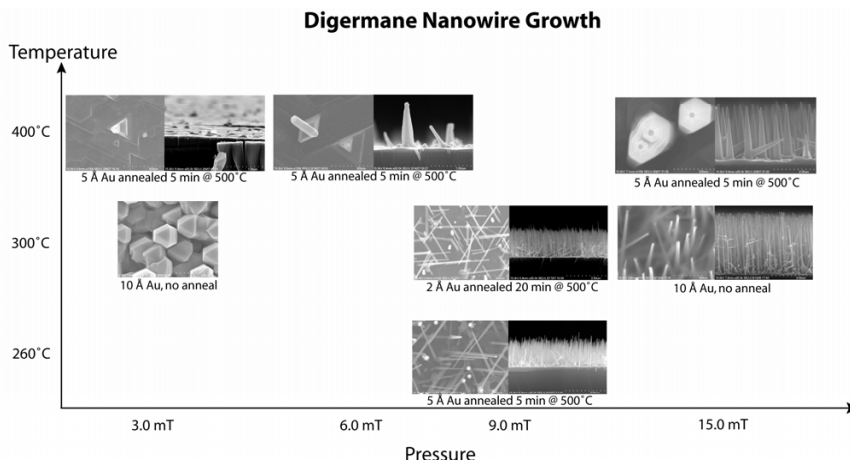 Digermane Nanowire Growth
Temperature
400˚C
5 Å Au annealed 5 min @ 500˚C
5 Å Au annealed 5 min @ 500˚C
5 Å Au annealed 5 min @ 500˚C
300˚C
10 Å Au, no anneal
2 Å Au annealed 20 min @ 500˚C
10 Å Au, no anneal
260˚C
5 Å Au annealed 5 min @ 500˚C
3.0 mT
6.0 mT
9.0 mT
15.0 mT
Pressure